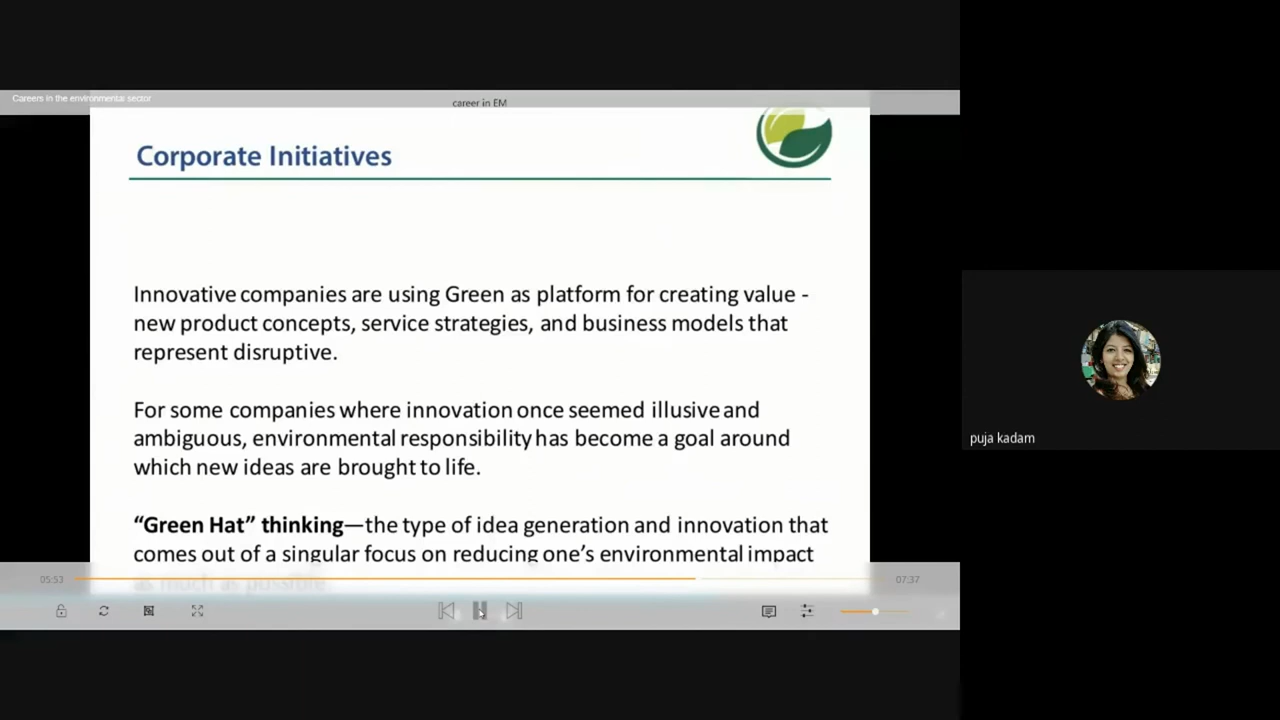 Careers in the environmental sector
career in EM
Corporate Initiatives
Innovative companies are using Green as platform for creating value -
new product concepts, service strategies, and business models that
represent disruptive.
For some companies where innovation once seemed illusive and
ambiguous, environmental responsibility has become a goal around
which new ideas are brought to life.
“Green Hat” thinking—the type of idea generation and innovation that
comes out of a singular focus on reducing one’s environmental impact
as much as possible.
05:53
07:37
puja kadam